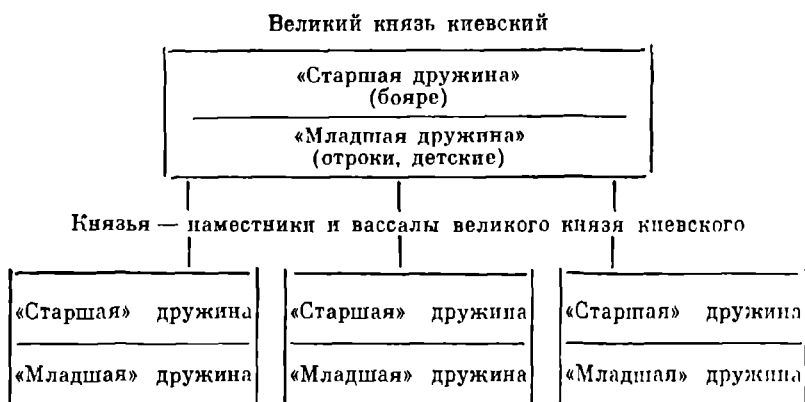 Великий князь киевский
«Старшая дружина»
(бояре)
«Младшая дружина»
(отроки, детские)
Князья — наместники и вассалы великого князя киевского
«Старшая» дружина «Старшая» дружина «Старшая» дружина
«Младшая» дружина «Младшая» дружина «Младшая» дружина